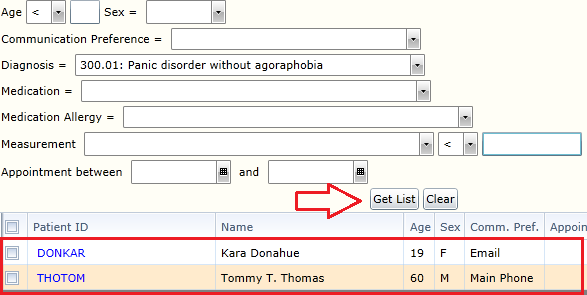 Age < Sex =
Communication Preference =
Diagnosis = 300.01: Panic disorder without agoraphobia
Medication =
Medication Allergy =
Measurement <
Appointment between and
Get List Clear
Patient ID Name Age Sex Comm. Pref. Appoin
DONKAR Kara Donahue 19 F Email
THOTOM Tommy T. Thomas 60 M Main Phone